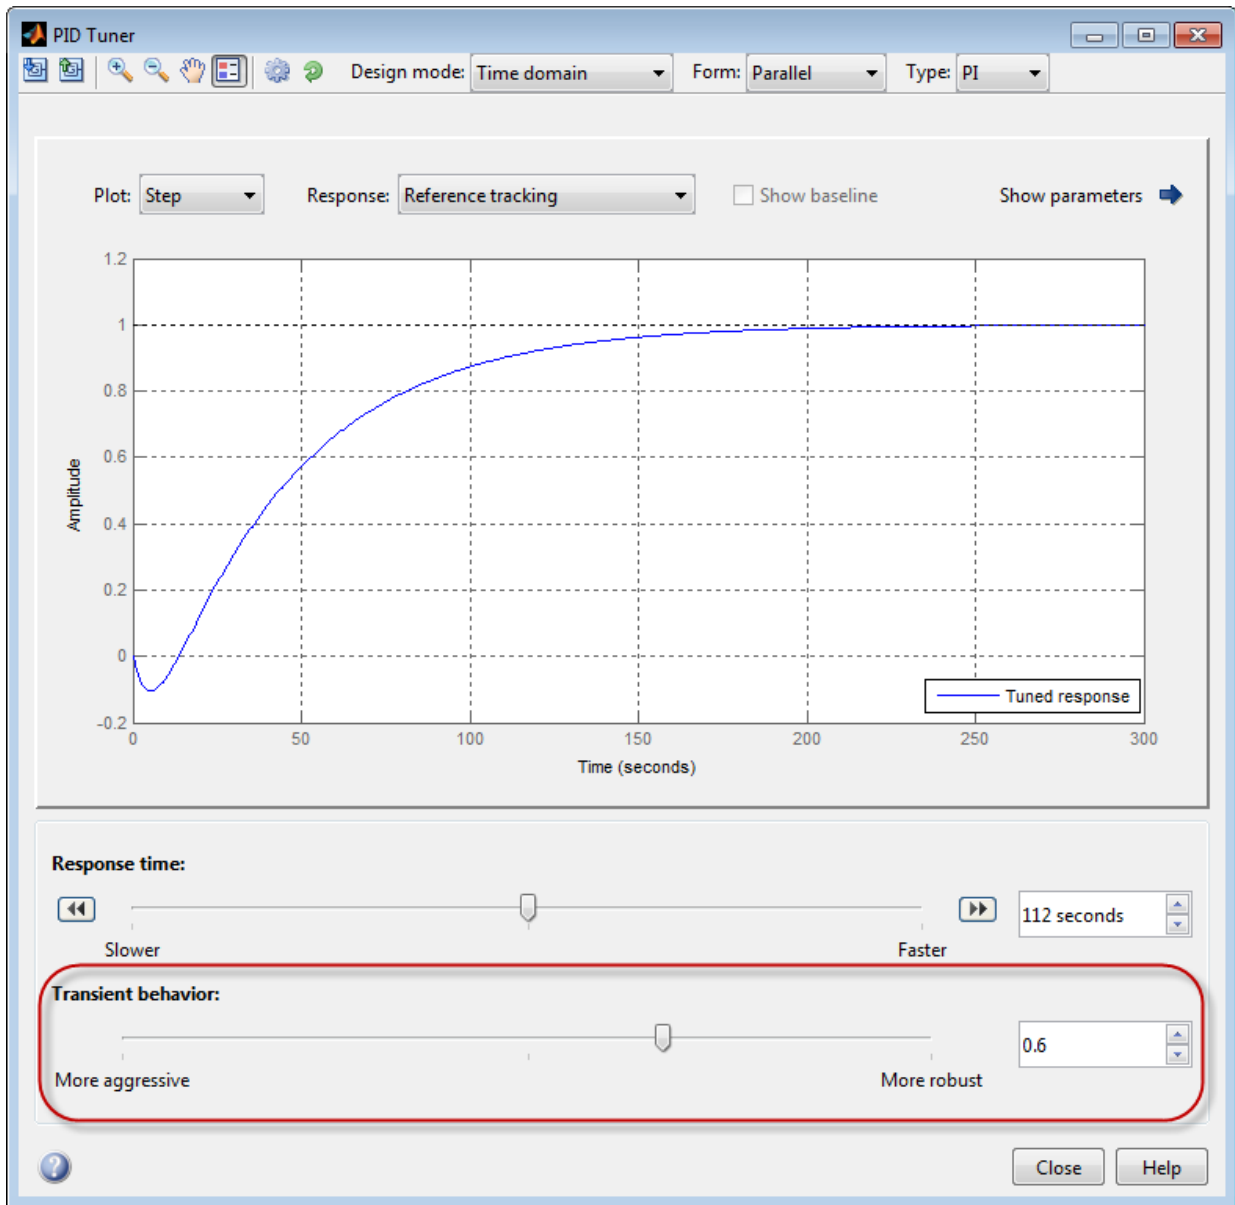 PID Tuner
Design mode: Time domain Form: Parallel Type: PI
Plot: Step Response: Reference tracking Show baseline Show parameters
1.2
1
0.8
0.6
0.4
0.2
0
-0.2
Amplitude
Tuned response
0 50 100 150 200 250 300
Time (seconds)
Response time:
112 seconds
Slower Faster
Transient behavior:
0.6
More aggressive More robust
? Close Help